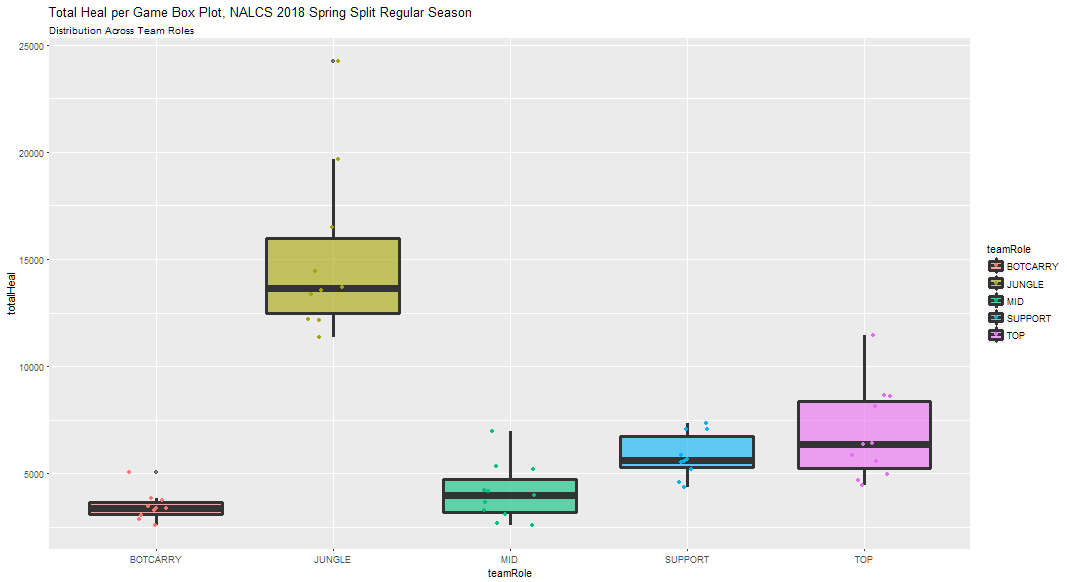 Total Heal per Game Box Plot, NALCS 2018 Spring Split Regular Season
Distribution Across Team Roles
25000
20000
15000
10000
5000
totalHeal
BOTCARRY
JUNGLE
MID
SUPPORT
TOP
teamRole
teamRole
BOTCARRY
JUNGLE
MID
SUPPORT
TOP